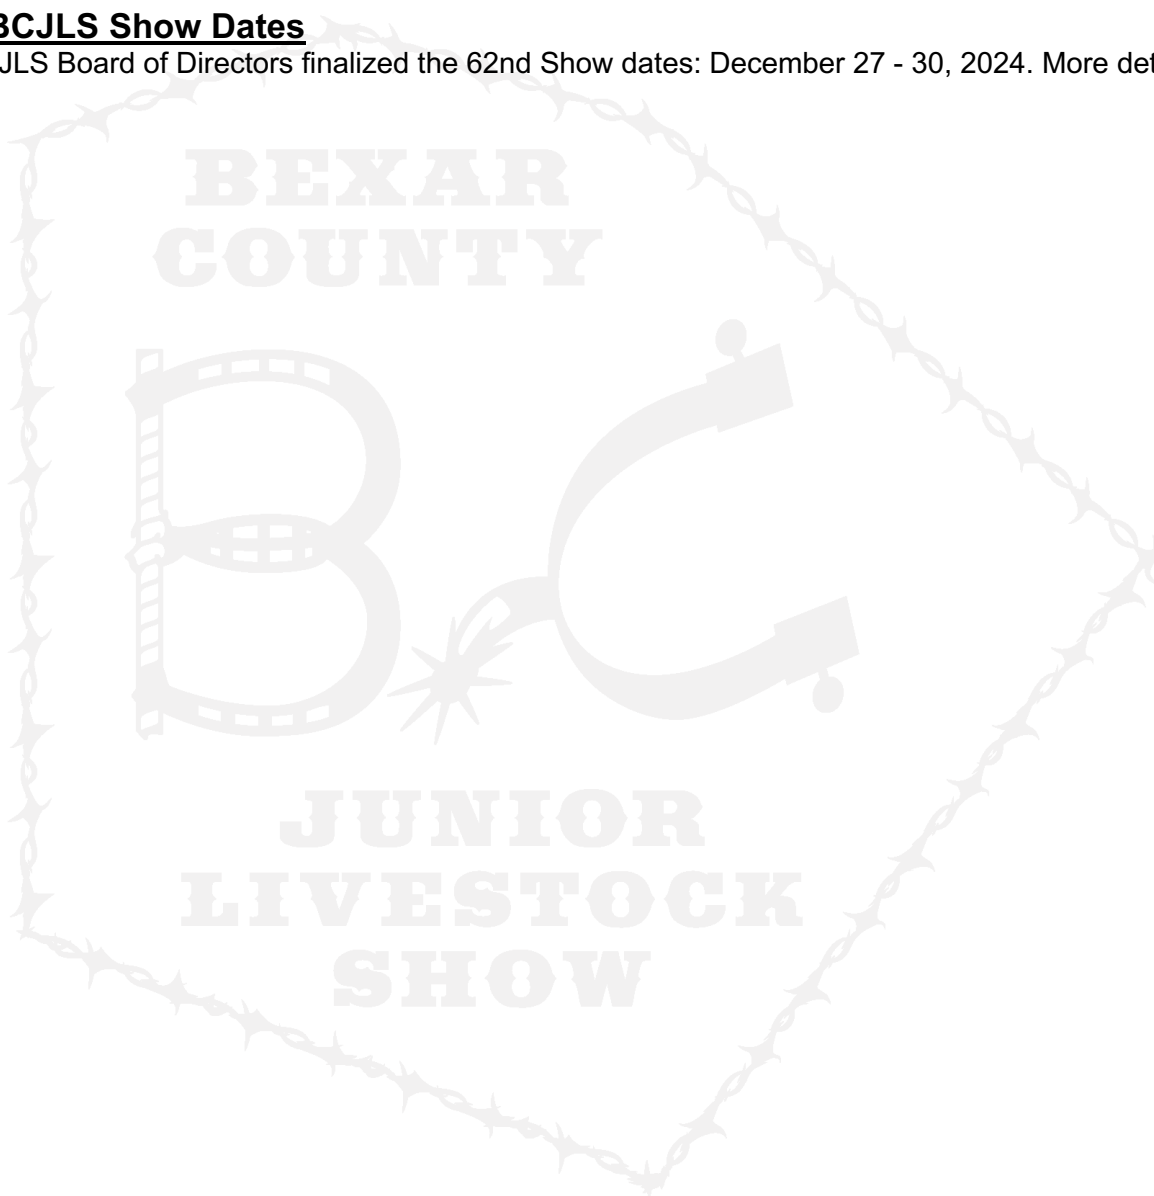 BCJLS Show Dates
JLS Board of Directors finalized the 62nd Show dates: December 27 - 30, 2024. More det
BEXAR
COUNTY
BC
JUNIOR
LIVESTOCK
SHOW